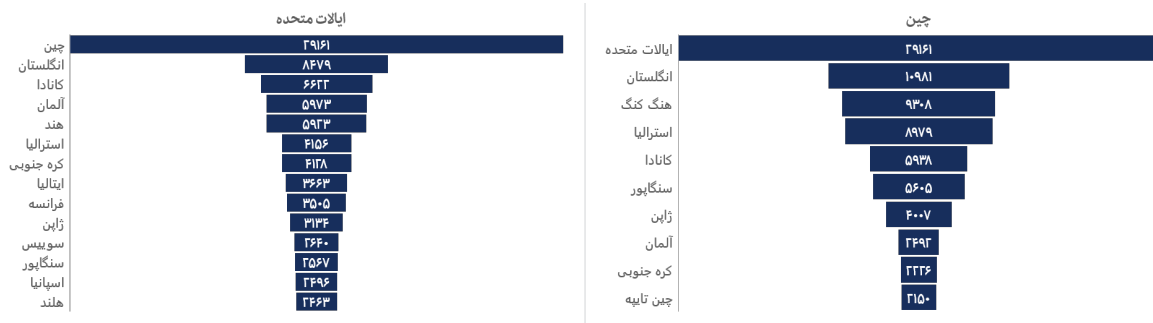 ایالات متحده
چین ۲۹۱۶۱
انگلستان ۸۴۷۹
کانادا ۶۶۲۲
آلمان ۵۹۷۳
هند ۵۹۲۳
استرالیا ۴۱۵۶
کره جنوبی ۴۱۲۸
ایتالیا ۳۶۶۳
فرانسه ۳۵۰۵
ژاپن ۳۱۳۴
سوییس ۲۶۴۰
سنگاپور ۲۵۶۷
اسپانیا ۲۴۹۶
هلند ۲۴۶۳
چین
ایالات متحده ۲۹۱۶۱
انگلستان ۱۰۹۸۱
هنگ کنگ ۹۳۰۸
استرالیا ۸۹۷۹
کانادا ۵۹۳۸
سنگاپور ۵۶۰۵
ژاپن ۴۰۰۷
آلمان ۲۴۹۲
کره جنوبی ۲۲۲۶
چین تایپه ۲۱۵۰